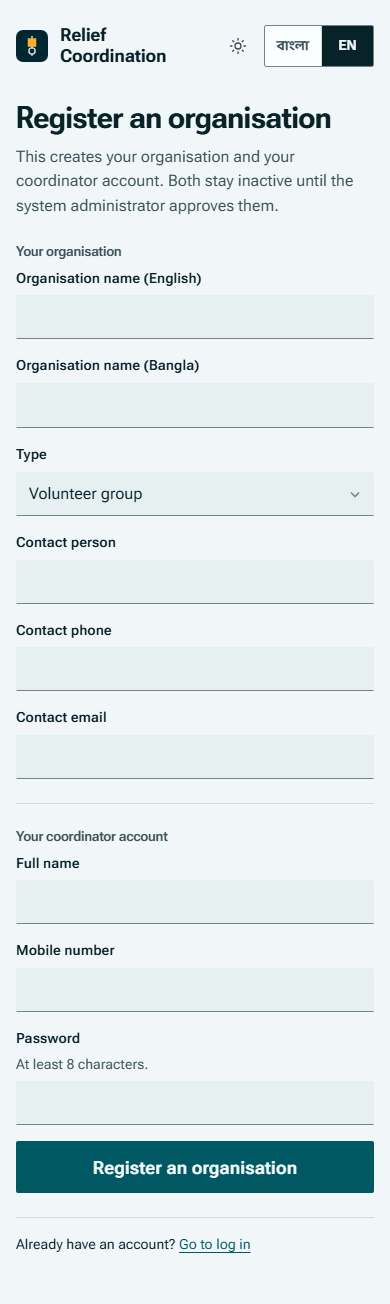 Relief
Coordination
বাংলা
EN
Register an organisation
This creates your organisation and your
coordinator account. Both stay inactive until the
system administrator approves them.
Your organisation
Organisation name (English)
Organisation name (Bangla)
Type
Volunteer group
Contact person
Contact phone
Contact email
Your coordinator account
Full name
Mobile number
Password
At least 8 characters.
Register an organisation
Already have an account? Go to log in